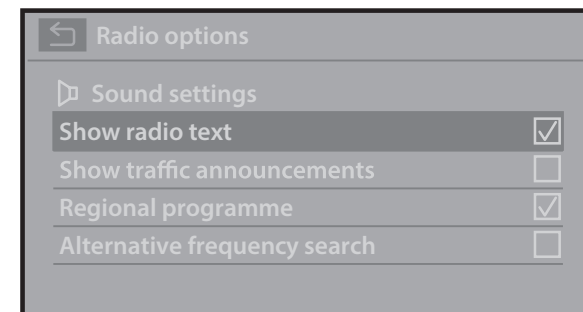 Radio options
Sound settings
Show radio text
Show traffic announcements
Regional programme
Alternative frequency search